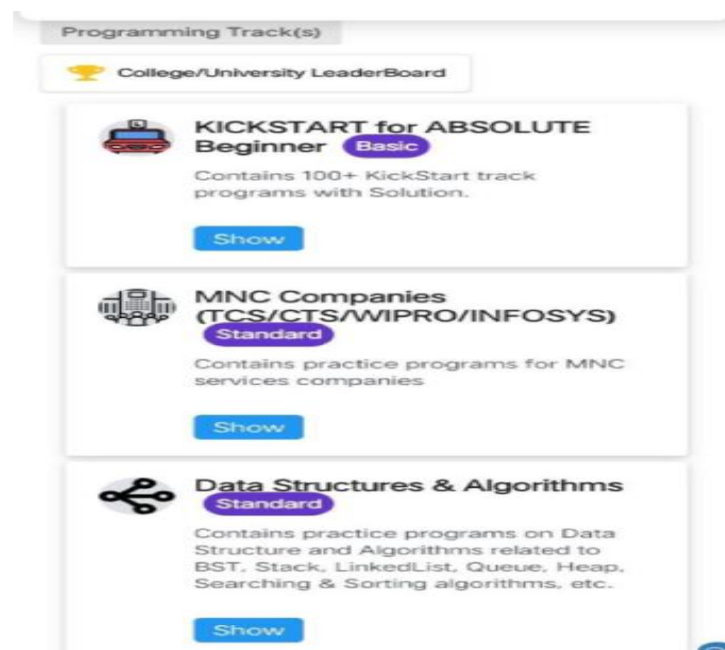 Programming Track(s)
College/University LeaderBoard
KICKSTART for ABSOLUTE
Beginner Basic
Contains 100+ KickStart track
programs with Solution.
Show
MNC Companies
(TCS/CTS/WIPRO/INFOSYS)
Standard
Contains practice programs for MNC
services companies
Show
Data Structures & Algorithms
Standard
Contains practice programs on Data
Structure and Algorithms related to
BST, Stack, LinkedList, Queue, Heap,
Searching & Sorting algorithms, etc.
Show